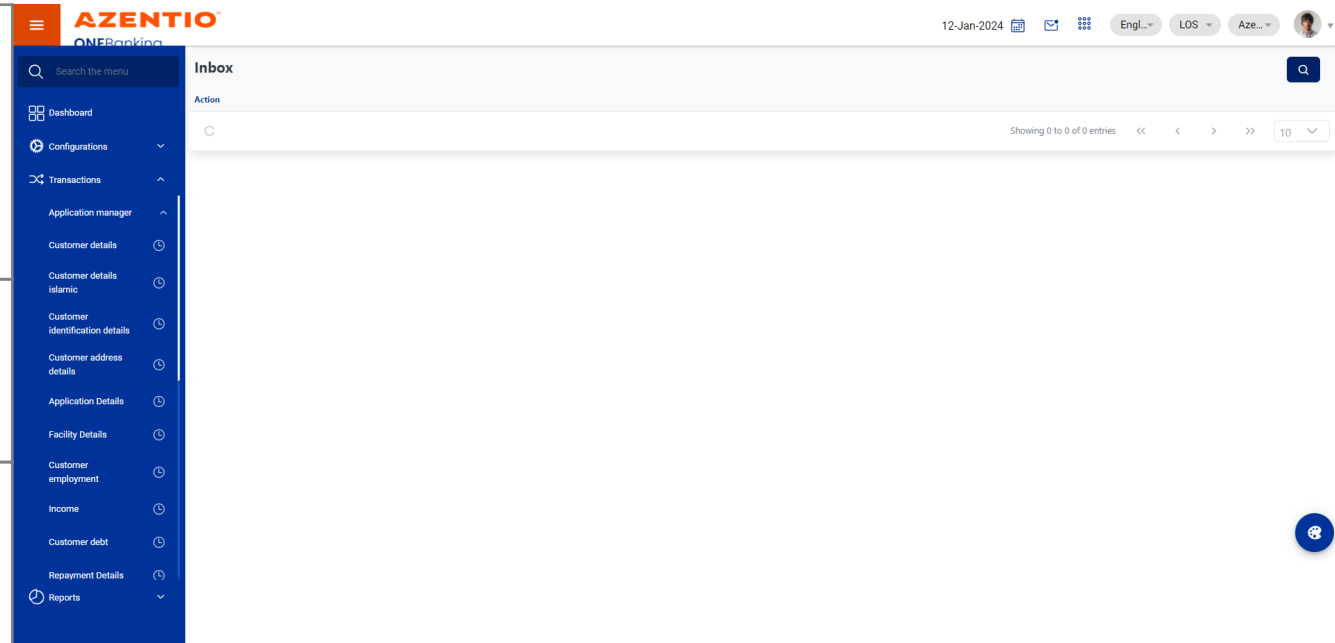 AZENTIO
ONEBanking
12-Jan-2024
Engl...
LOS
Aze...
Search the menu
Inbox
Action
Showing 0 to 0 of 0 entries
10
Dashboard
Configurations
Transactions
Application manager
Customer details
Customer details
islamic
Customer
identification details
Customer address
details
Application Details
Facility Details
Customer
employment
Income
Customer debt
Repayment Details
Reports